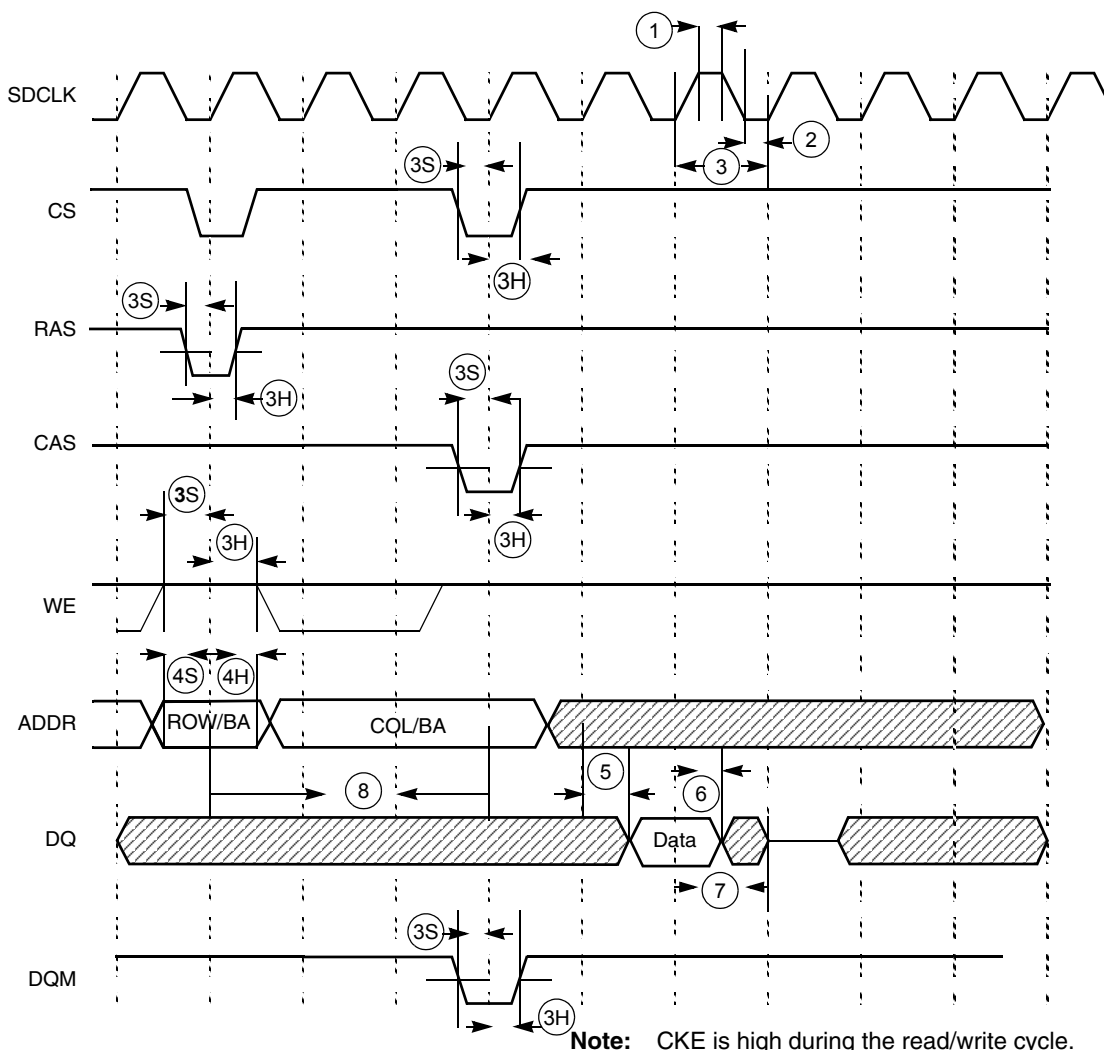 1
SDCLK
2
3S
3
CS
3H
3S
RAS
3S
3H
CAS
3S
3H
3H
WE
4S 4H
ADDR ROW/BA COL/BA
5
8 6
DQ Data
7
3S
DQM
3H
Note: CKE is high during the read/write cycle.